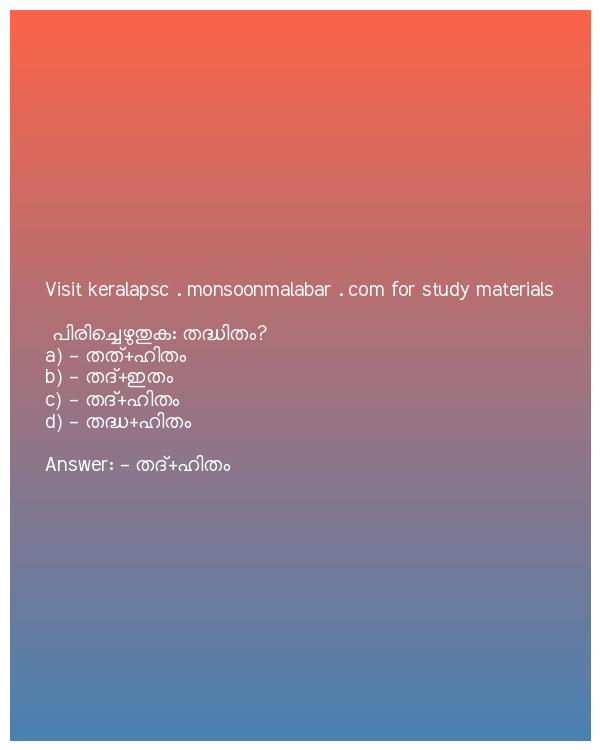 Visit keralapsc . monsoonmalabar . com for study materials
പിരിച്ചെഴുതുക: തദ്ധിതം?
a) - തത്+ഹിതം
b) - തദ്+ഇതം
c) - തദ്+ഹിതം
d) - തദ്ധ+ഹിതം
Answer: - തദ്+ഹിതം